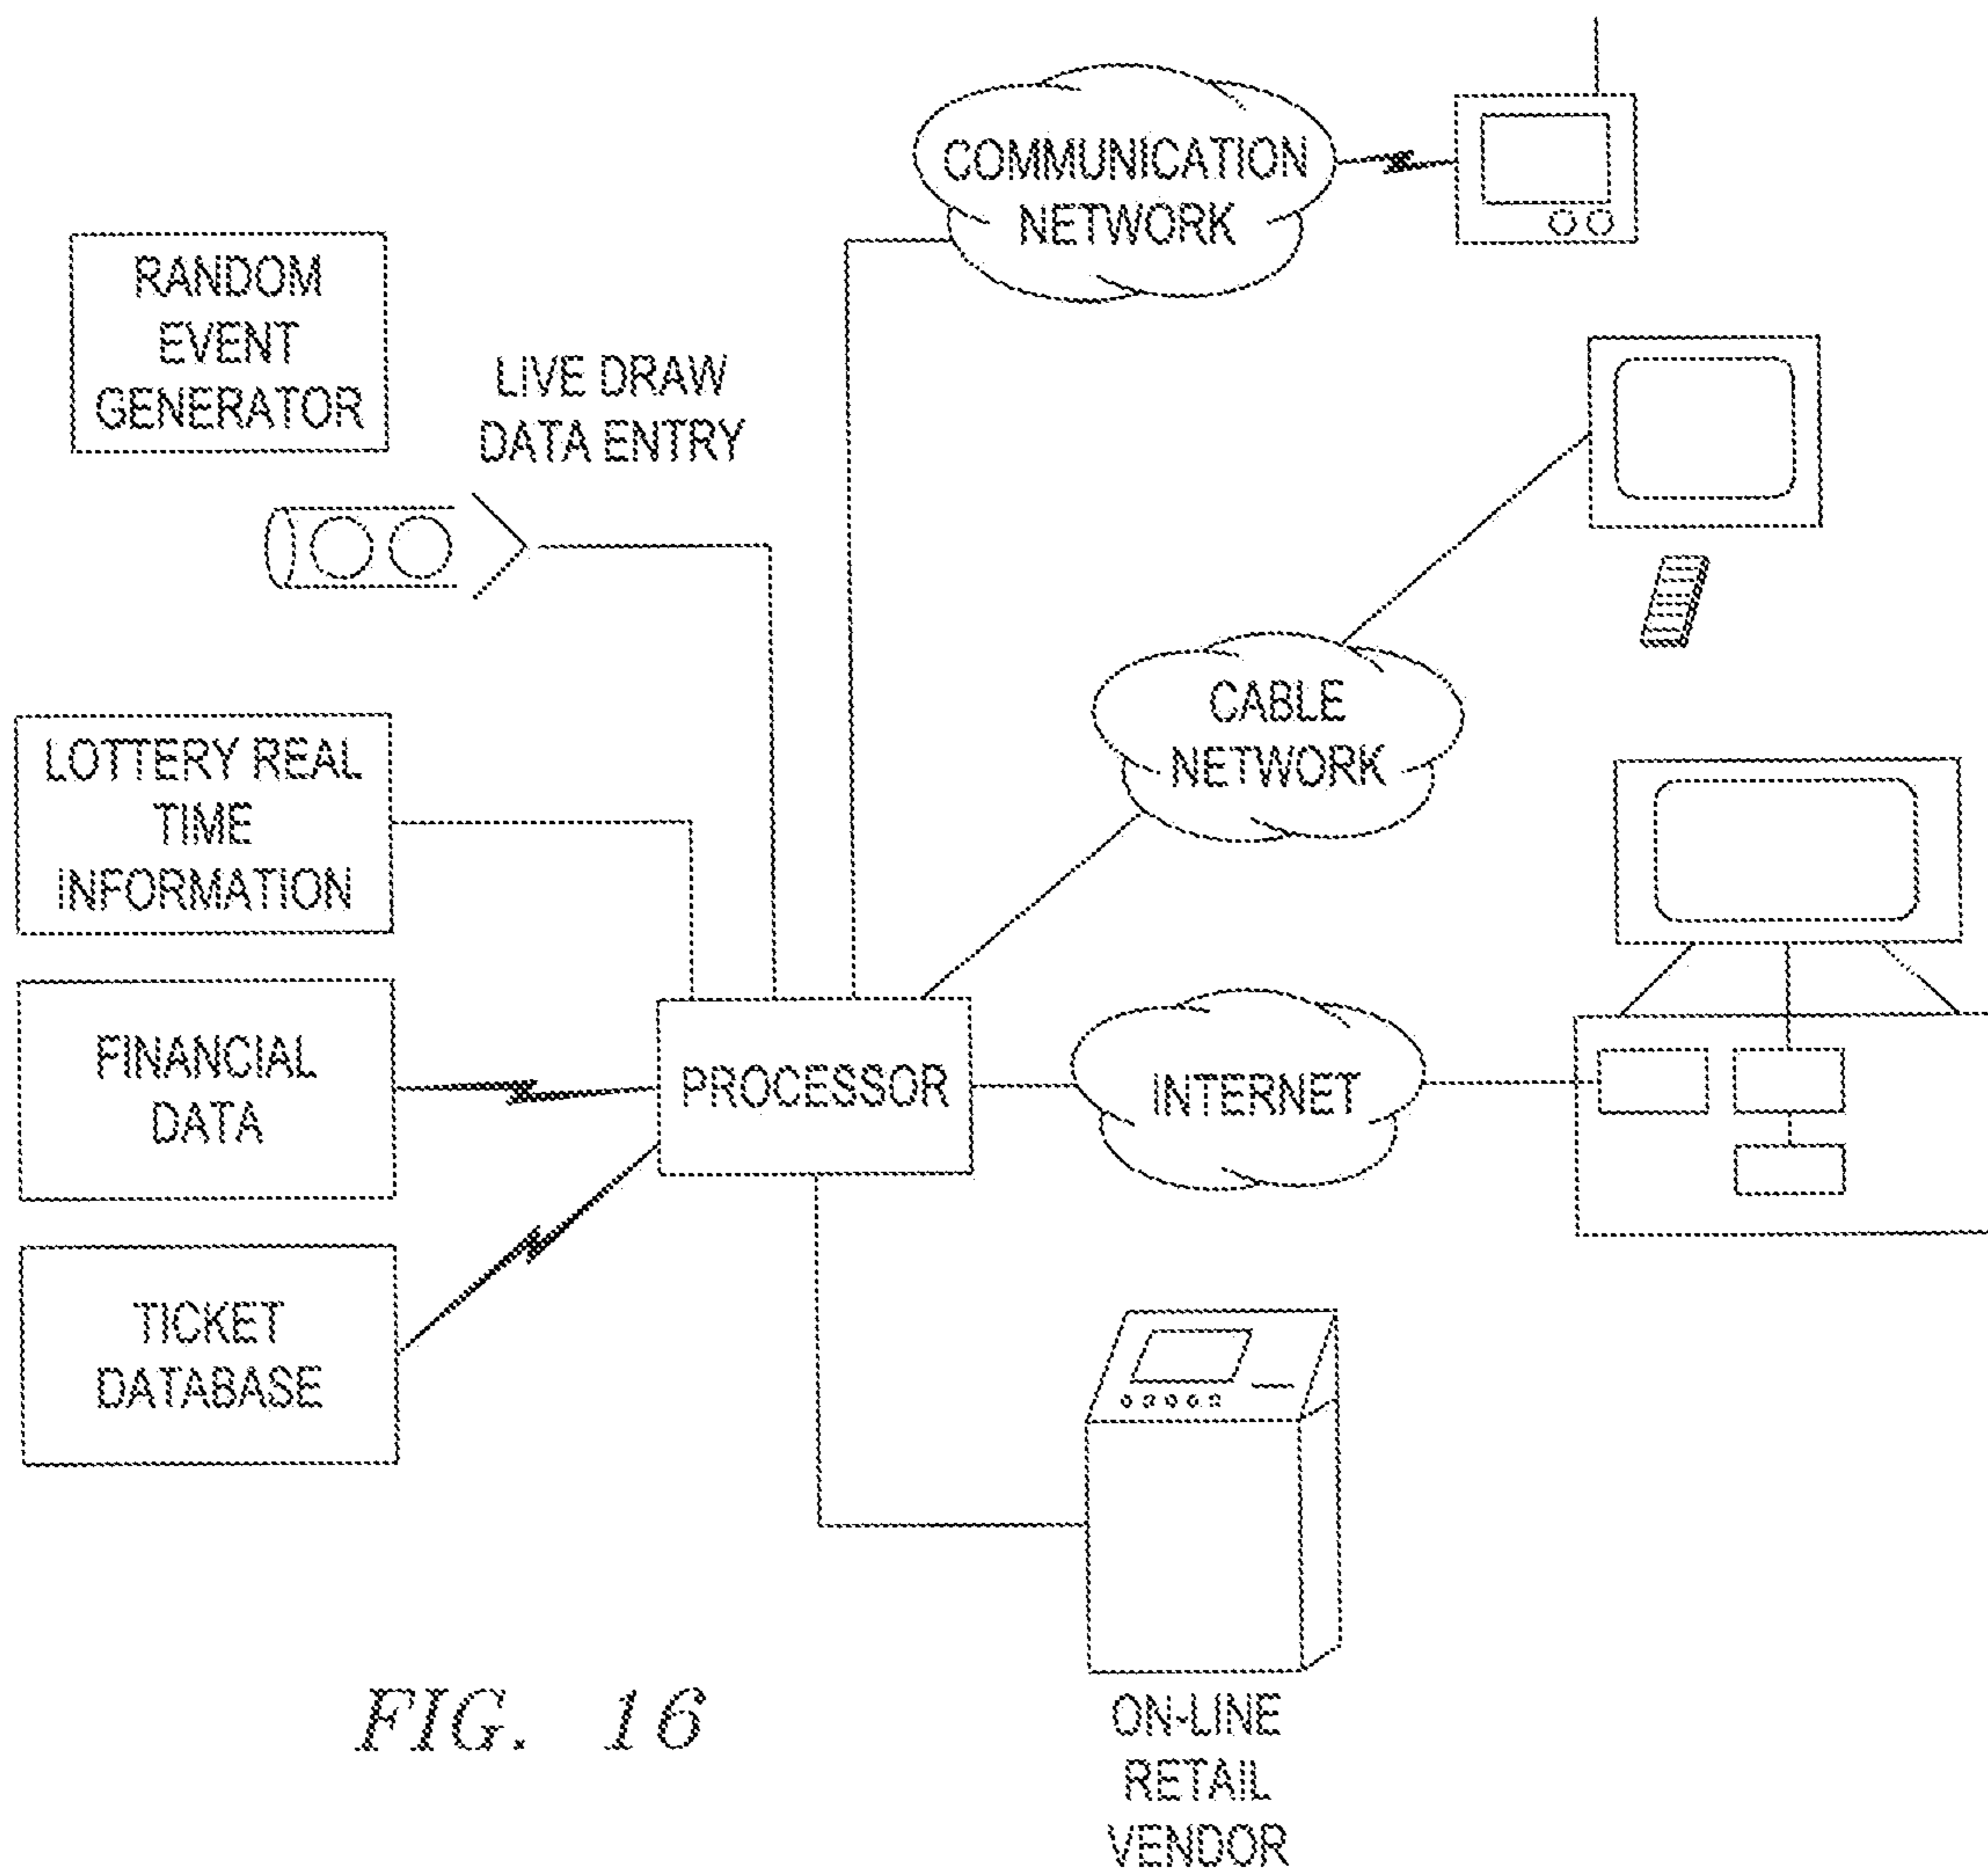 COMMUNICATION
NETWORK
RANDOM
EVENT
GENERATOR
LIVE DRAW
DATA ENTRY
CABLE
NETWORK
LOTTERY REAL
TIME
INFORMATION
FINANCIAL
DATA
PROCESSOR
INTERNET
TICKET
DATABASE
FIG. 16
ON-LINE
RETAIL
VENDOR